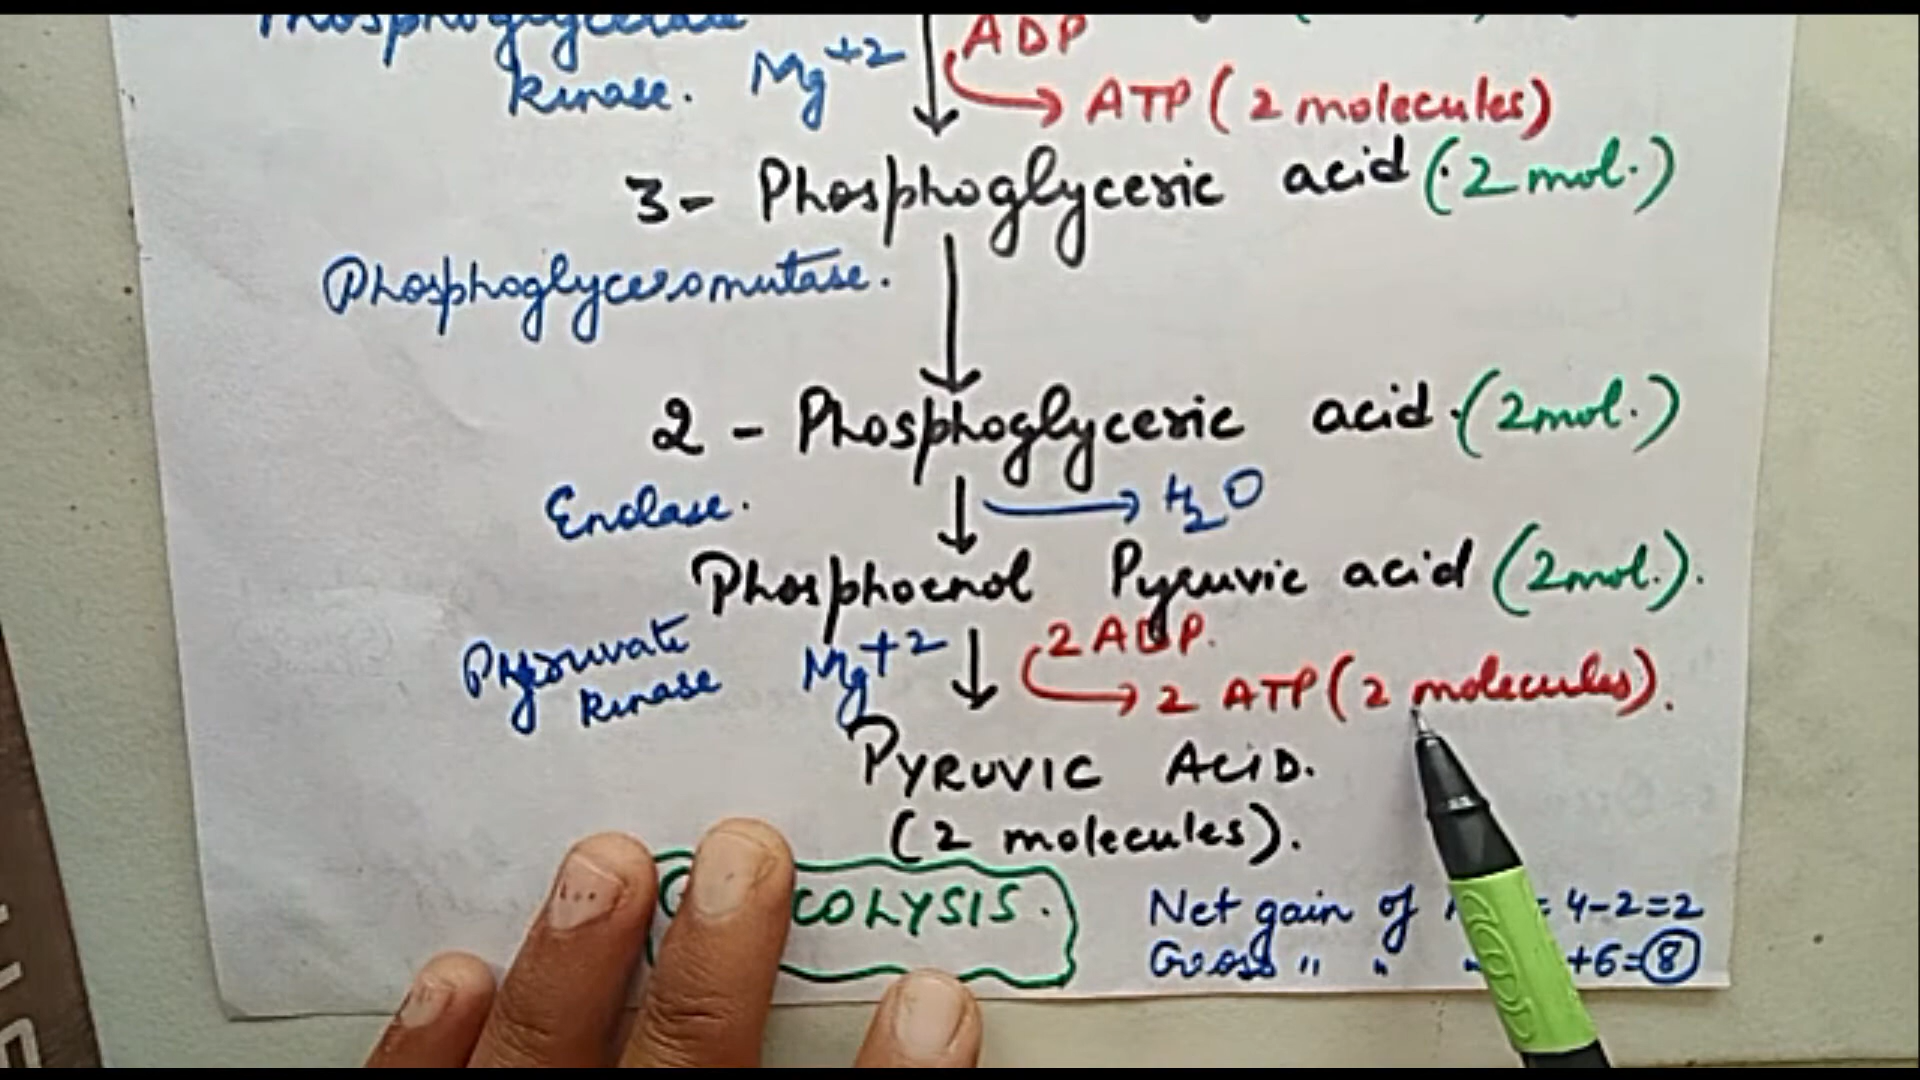 Phosphoglycerate
kinase. Mg+2 ADP
ATP (2 molecules)
3- Phosphoglyceric acid (2 mol.)
Phosphoglyceromutase.
2 - Phosphoglyceric acid (2 mol.)
Enolase. H2O
Phosphoenol Pyruvic acid (2 mol.).
Pyruvate kinase Mg+2 2 ADP.
2 ATP (2 molecules).
PYRUVIC ACID.
(2 molecules).
COLYSIS.
Net gain of = 4-2=2
Gross " " " +6=8